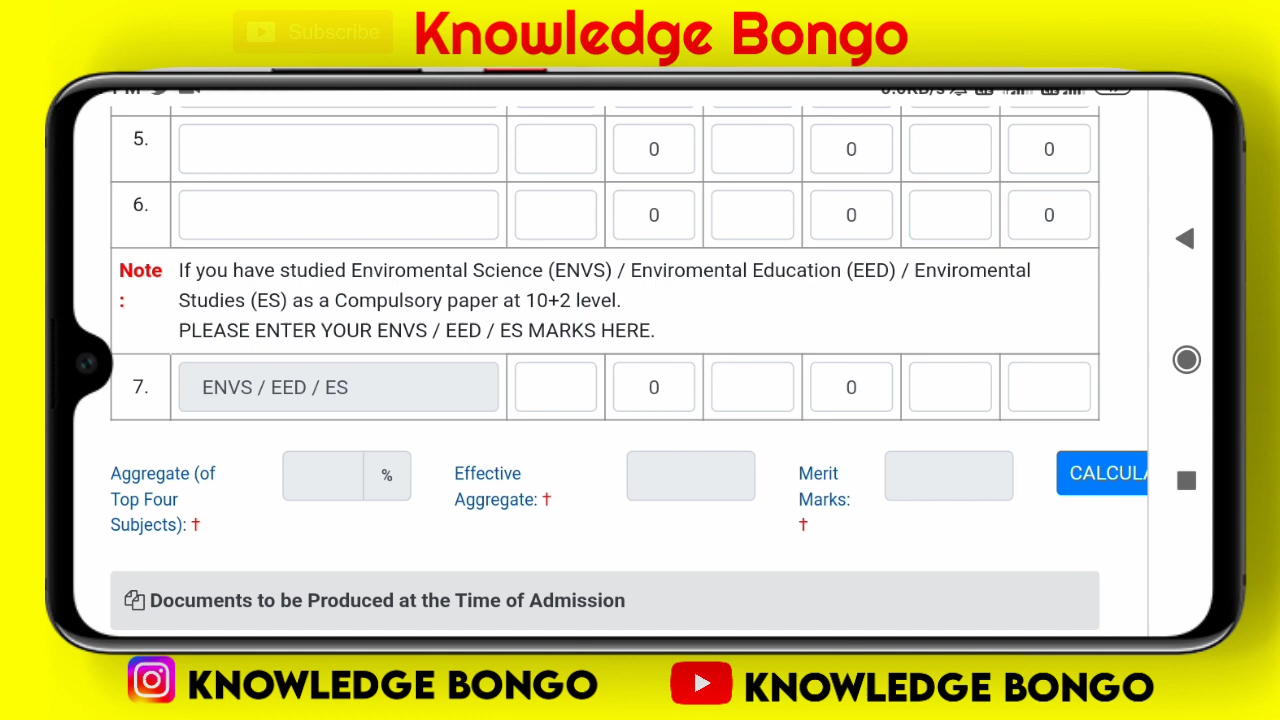 Subscribe
Knowledge Bongo
5.
0
0
0
6.
0
0
0
Note
:
If you have studied Enviromental Science (ENVS) / Enviromental Education (EED) / Enviromental
Studies (ES) as a Compulsory paper at 10+2 level.
PLEASE ENTER YOUR ENVS / EED / ES MARKS HERE.
7.
ENVS / EED / ES
0
0
Aggregate (of
Top Four
Subjects): †
%
Effective
Aggregate: †
Merit
Marks:
†
CALCULA
Documents to be Produced at the Time of Admission
KNOWLEDGE BONGO
KNOWLEDGE BONGO